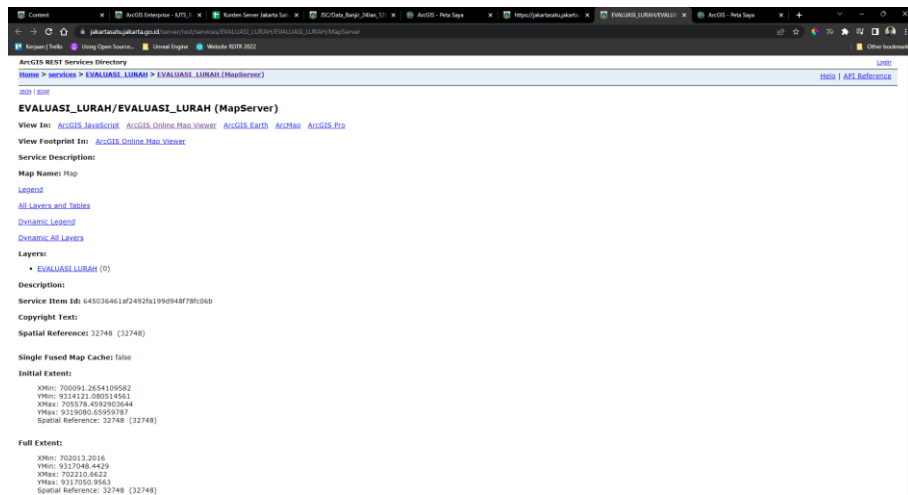 Content
ArcGIS Enterprise - IUTS_
Konten Server Jakarta Satu
JSC/Data_Banjir_24Jan_12
ArcGIS - Peta Saya
https://jakartasatu.jakarta.
EVALUASI_LURAH/EVALU
ArcGIS - Peta Saya
jakartasatu.jakarta.go.id/server/rest/services/EVALUASI_LURAH/EVALUASI_LURAH/MapServer
Kerjaan | Trello
Using Open Source...
Unreal Engine
Website RDTR 2022
Other bookmark
ArcGIS REST Services Directory
Login
Home > services > EVALUASI_LURAH > EVALUASI_LURAH (MapServer)
Help | API Reference
JSON | SOAP
EVALUASI_LURAH/EVALUASI_LURAH (MapServer)
View In: ArcGIS JavaScript ArcGIS Online Map Viewer ArcGIS Earth ArcMap ArcGIS Pro
View Footprint In: ArcGIS Online Map Viewer
Service Description:
Map Name: Map
Legend
All Layers and Tables
Dynamic Legend
Dynamic All Layers
Layers:
• EVALUASI LURAH (0)
Description:
Service Item Id: 645036461af2492fa199d948f78fc06b
Copyright Text:
Spatial Reference: 32748 (32748)
Single Fused Map Cache: false
Initial Extent:
XMin: 700091.2654109582
YMin: 9314121.080514561
XMax: 705578.4592903644
YMax: 9319080.65959787
Spatial Reference: 32748 (32748)
Full Extent:
XMin: 702013.2016
YMin: 9317048.4429
XMax: 702210.6622
YMax: 9317050.9563
Spatial Reference: 32748 (32748)